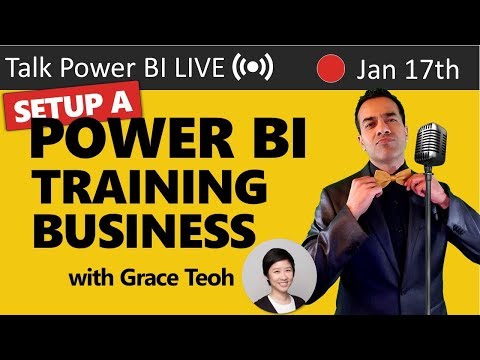 Talk Power BI LIVE
Jan 17th
SETUP A
POWER BI
TRAINING
BUSINESS
with Grace Teoh